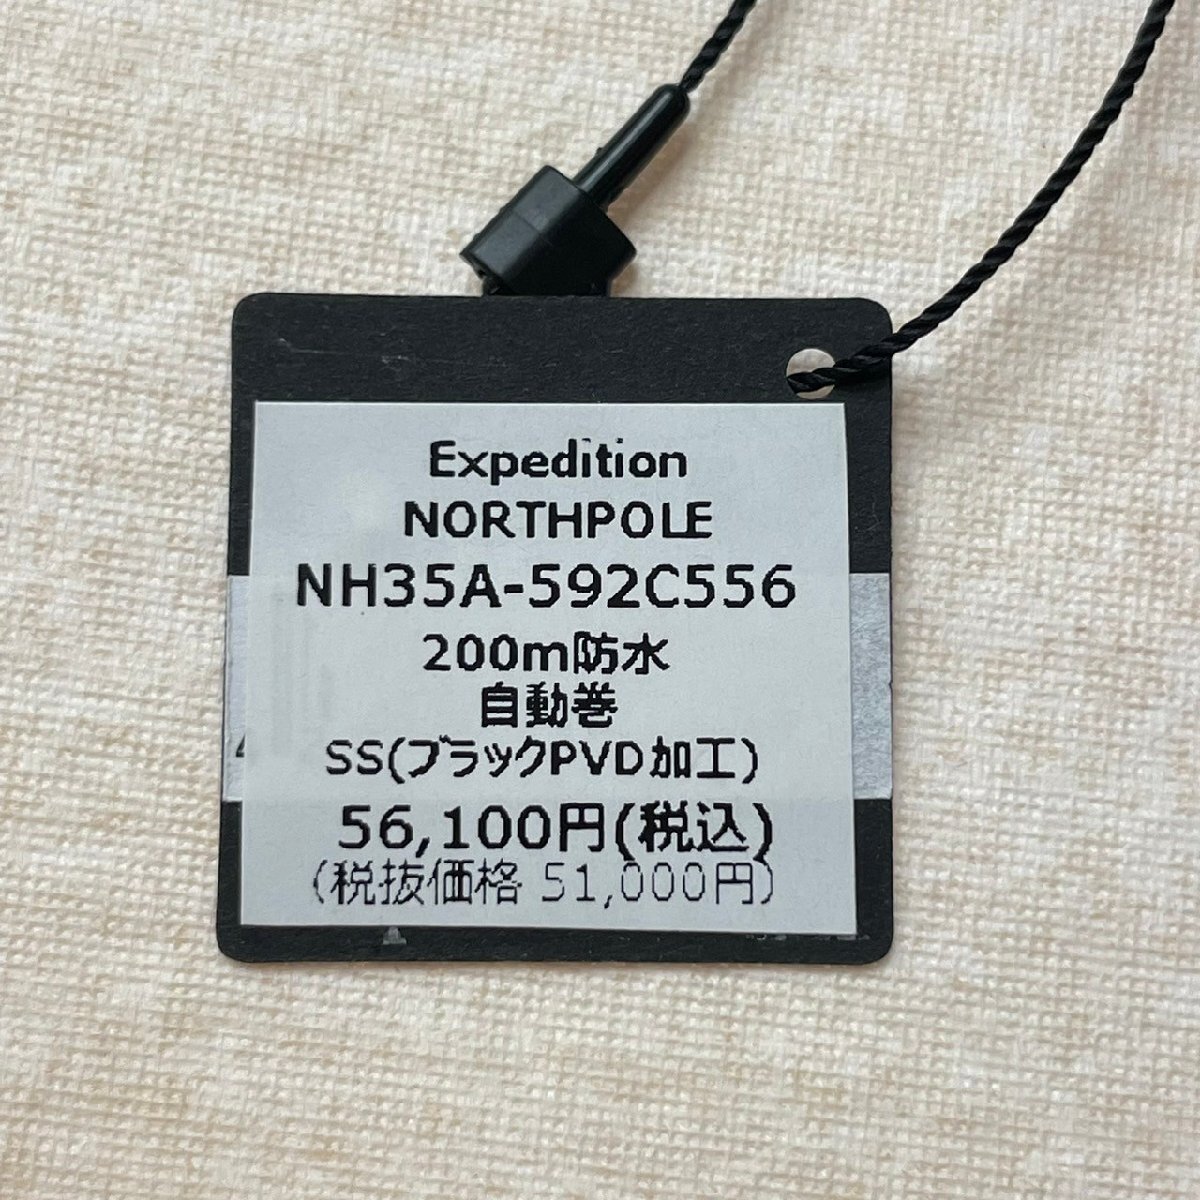 Expedition
NORTHPOLE
NH35A-592C556
200m防水
自動巻
SS(ブラックPVD加工)
56,100円(税込)
(税抜価格 51,000円)